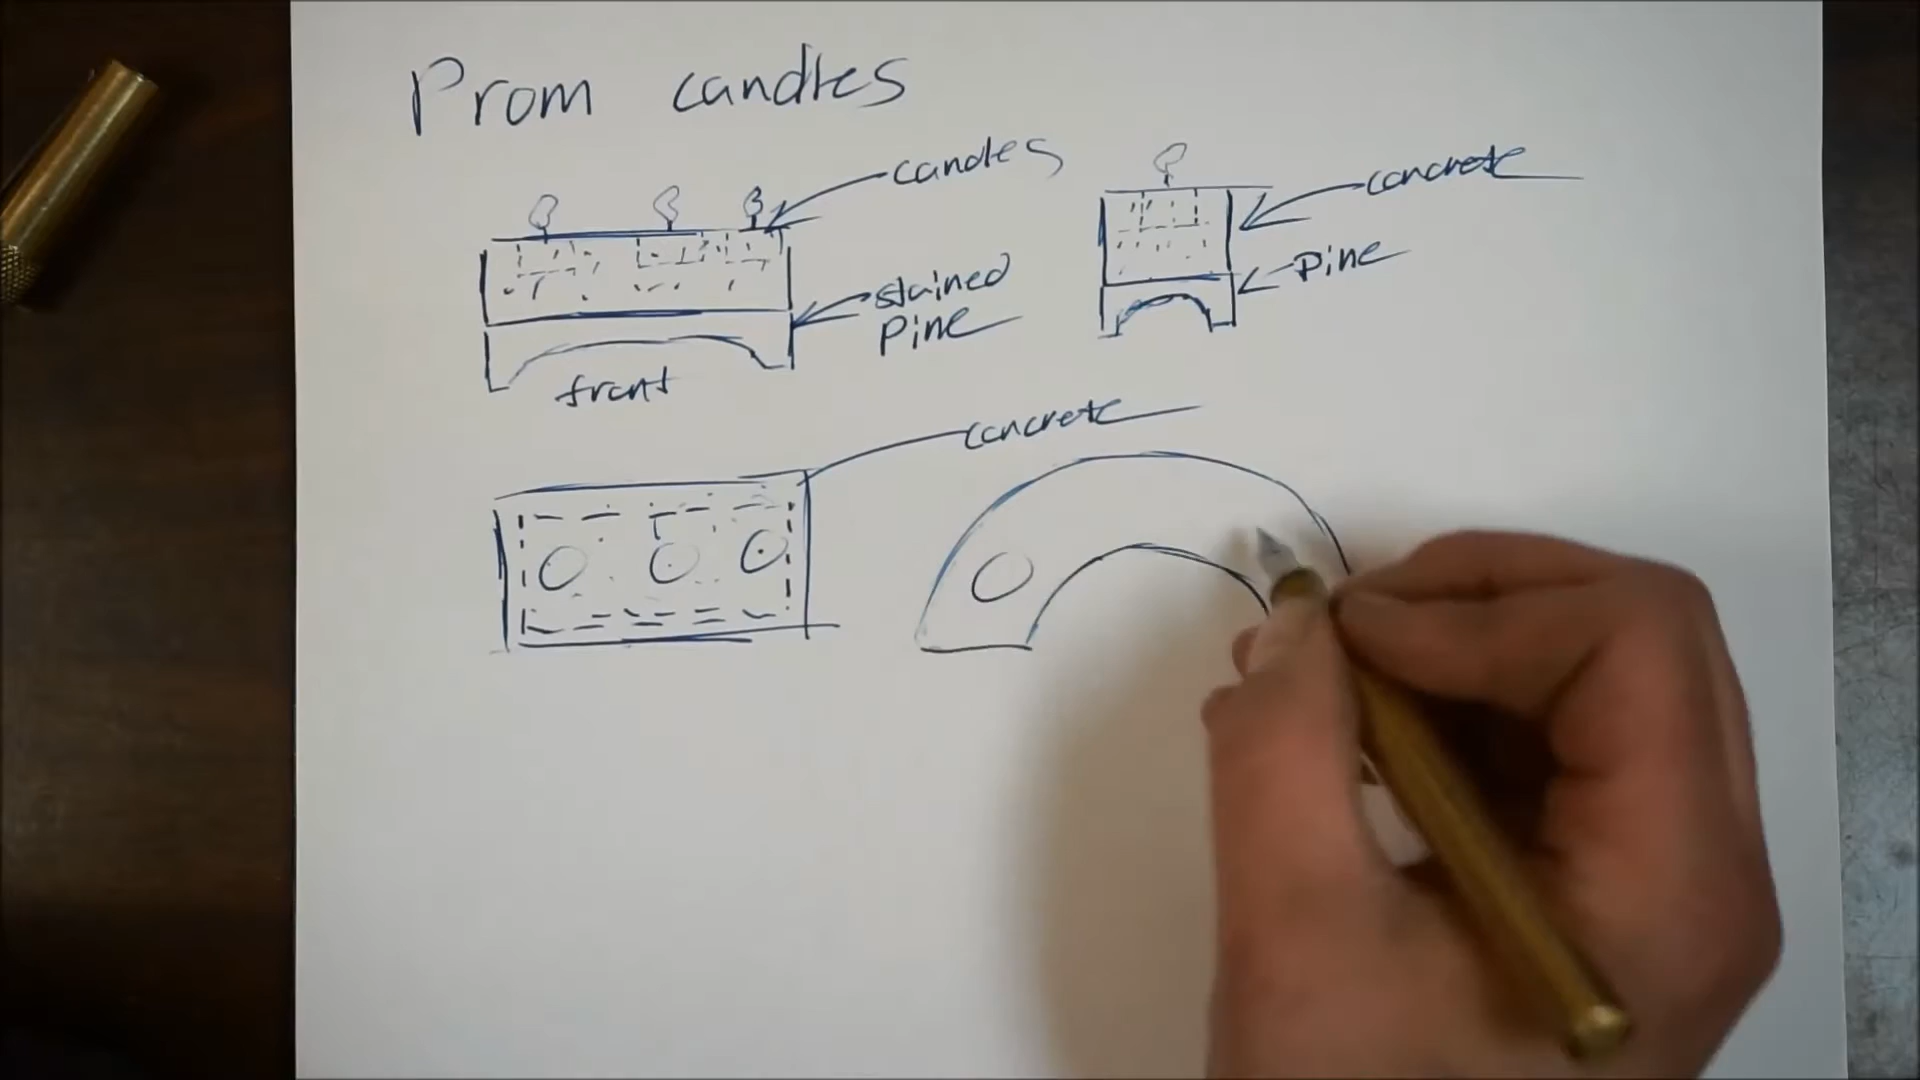 Prom candles
candles
concrete
stained
Pine
Pine
front
concrete